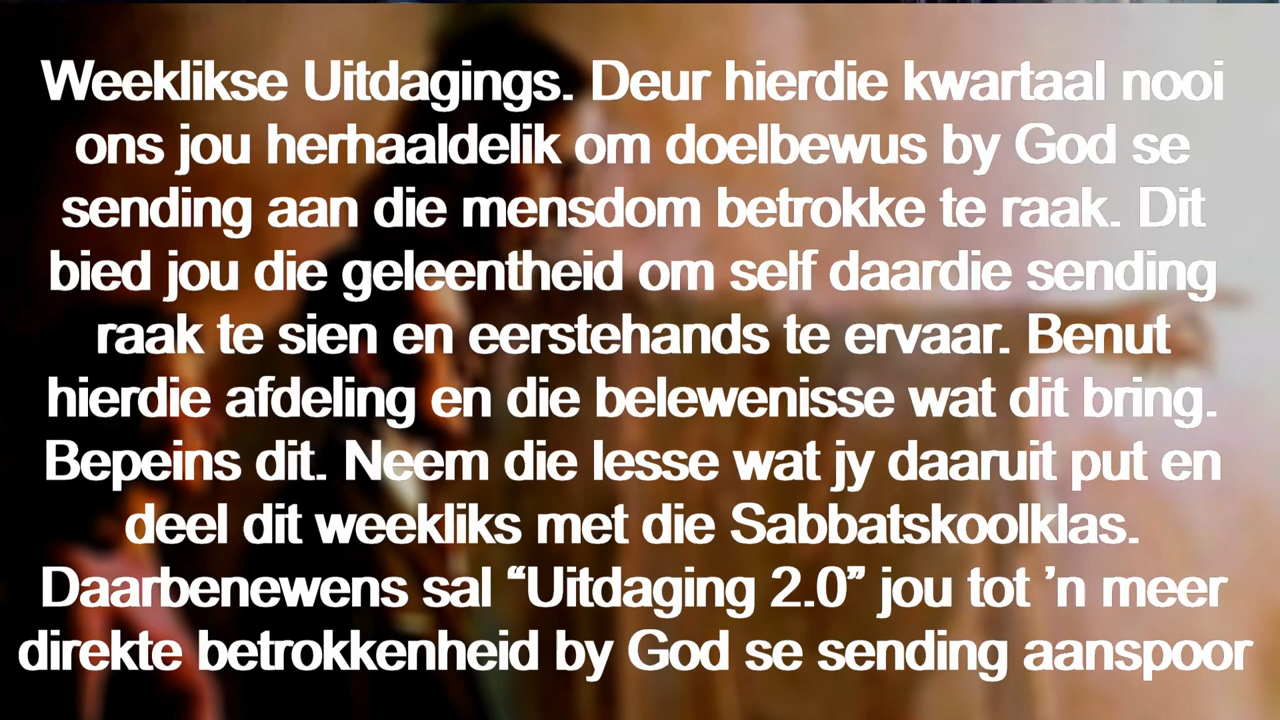 Weeklikse Uitdagings. Deur hierdie kwartaal nooi
ons jou herhaaldelik om doelbewus by God se
sending aan die mensdom betrokke te raak. Dit
bied jou die geleentheid om self daardie sending
raak te sien en eerstehands te ervaar. Benut
hierdie afdeling en die belewenisse wat dit bring.
Bepeins dit. Neem die lesse wat jy daaruit put en
deel dit weekliks met die Sabbatskoolklas.
Daarbenewens sal “Uitdaging 2.0” jou tot ’n meer
direkte betrokkenheid by God se sending aanspoor